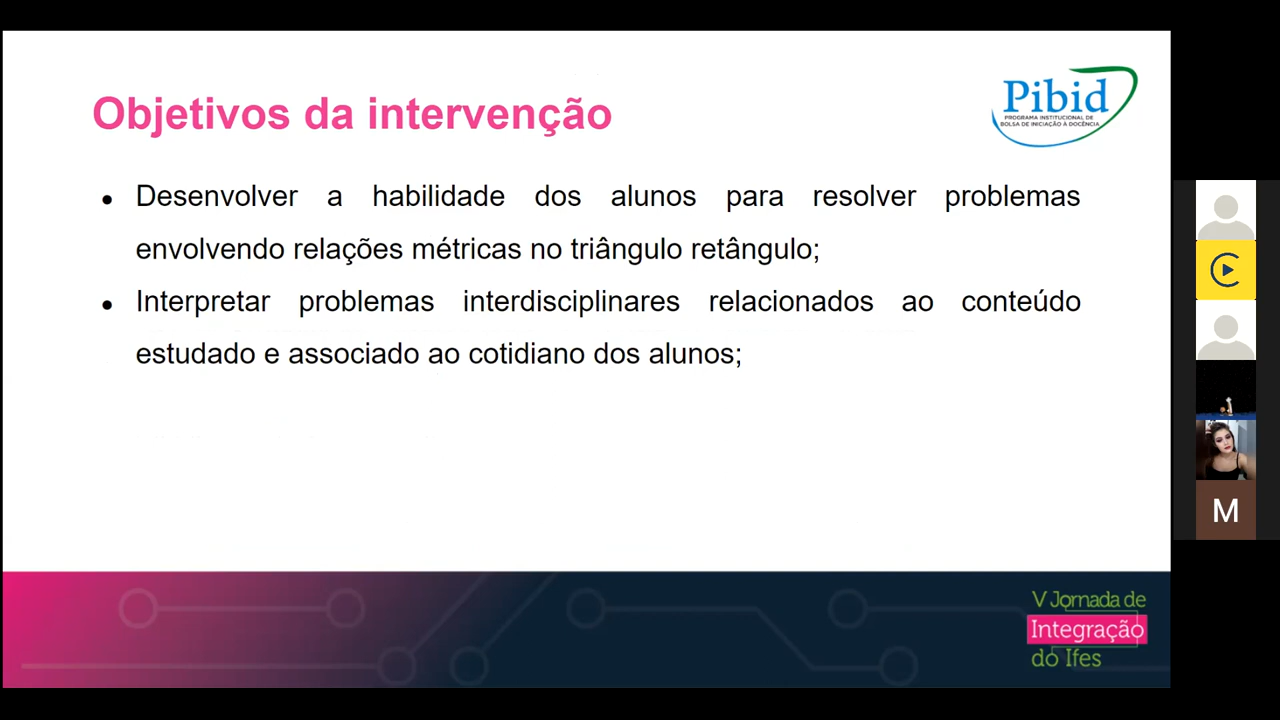 Objetivos da intervenção
Pibid
PROGRAMA INSTITUCIONAL DE
BOLSA DE INICIAÇÃO À DOCÊNCIA
Desenvolver a habilidade dos alunos para resolver problemas
envolvendo relações métricas no triângulo retângulo;
Interpretar problemas interdisciplinares relacionados ao conteúdo
estudado e associado ao cotidiano dos alunos;
M
V Jornada de
Integração
do Ifes